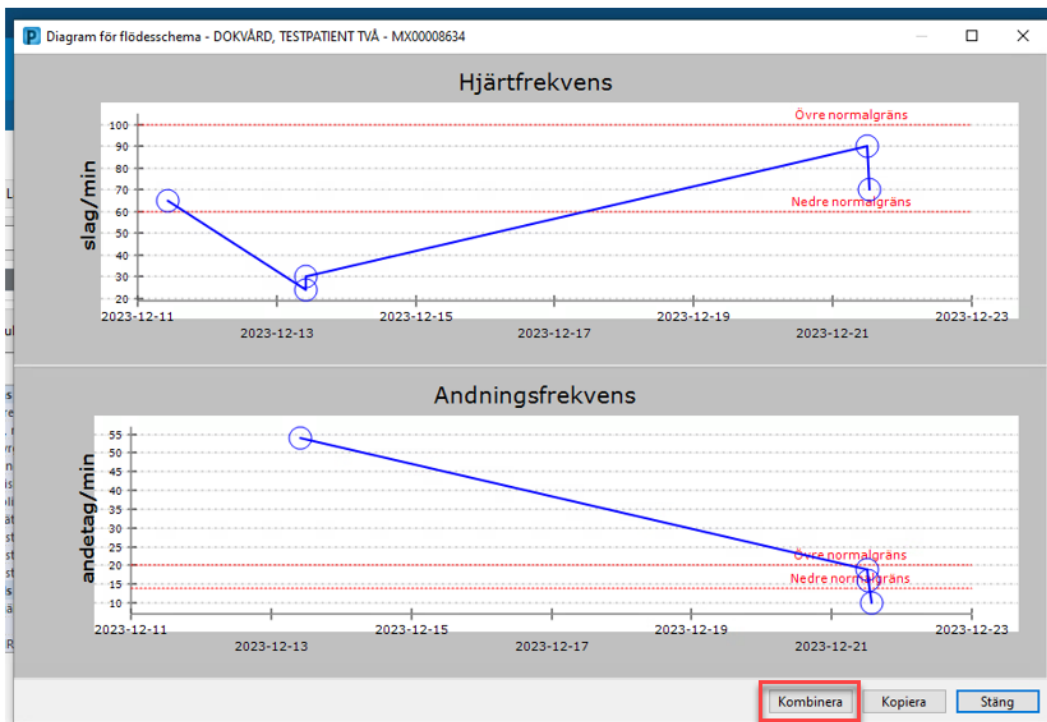 Diagram för flödesschema - DOKVÅRD, TESTPATIENT TVÅ - MX00008634
Hjärtfrekvens
slag/min
Övre normalgräns
100
90
80
70
Nedre normalgräns
60
50
40
30
20
2023-12-11 2023-12-15 2023-12-19 2023-12-23
2023-12-13 2023-12-17 2023-12-21
Andningsfrekvens
andetag/min
55
50
45
40
35
30
25
Övre normalgräns
20
Nedre normalgräns
15
10
2023-12-11 2023-12-15 2023-12-19 2023-12-23
2023-12-13 2023-12-17 2023-12-21
Kombinera Kopiera Stäng